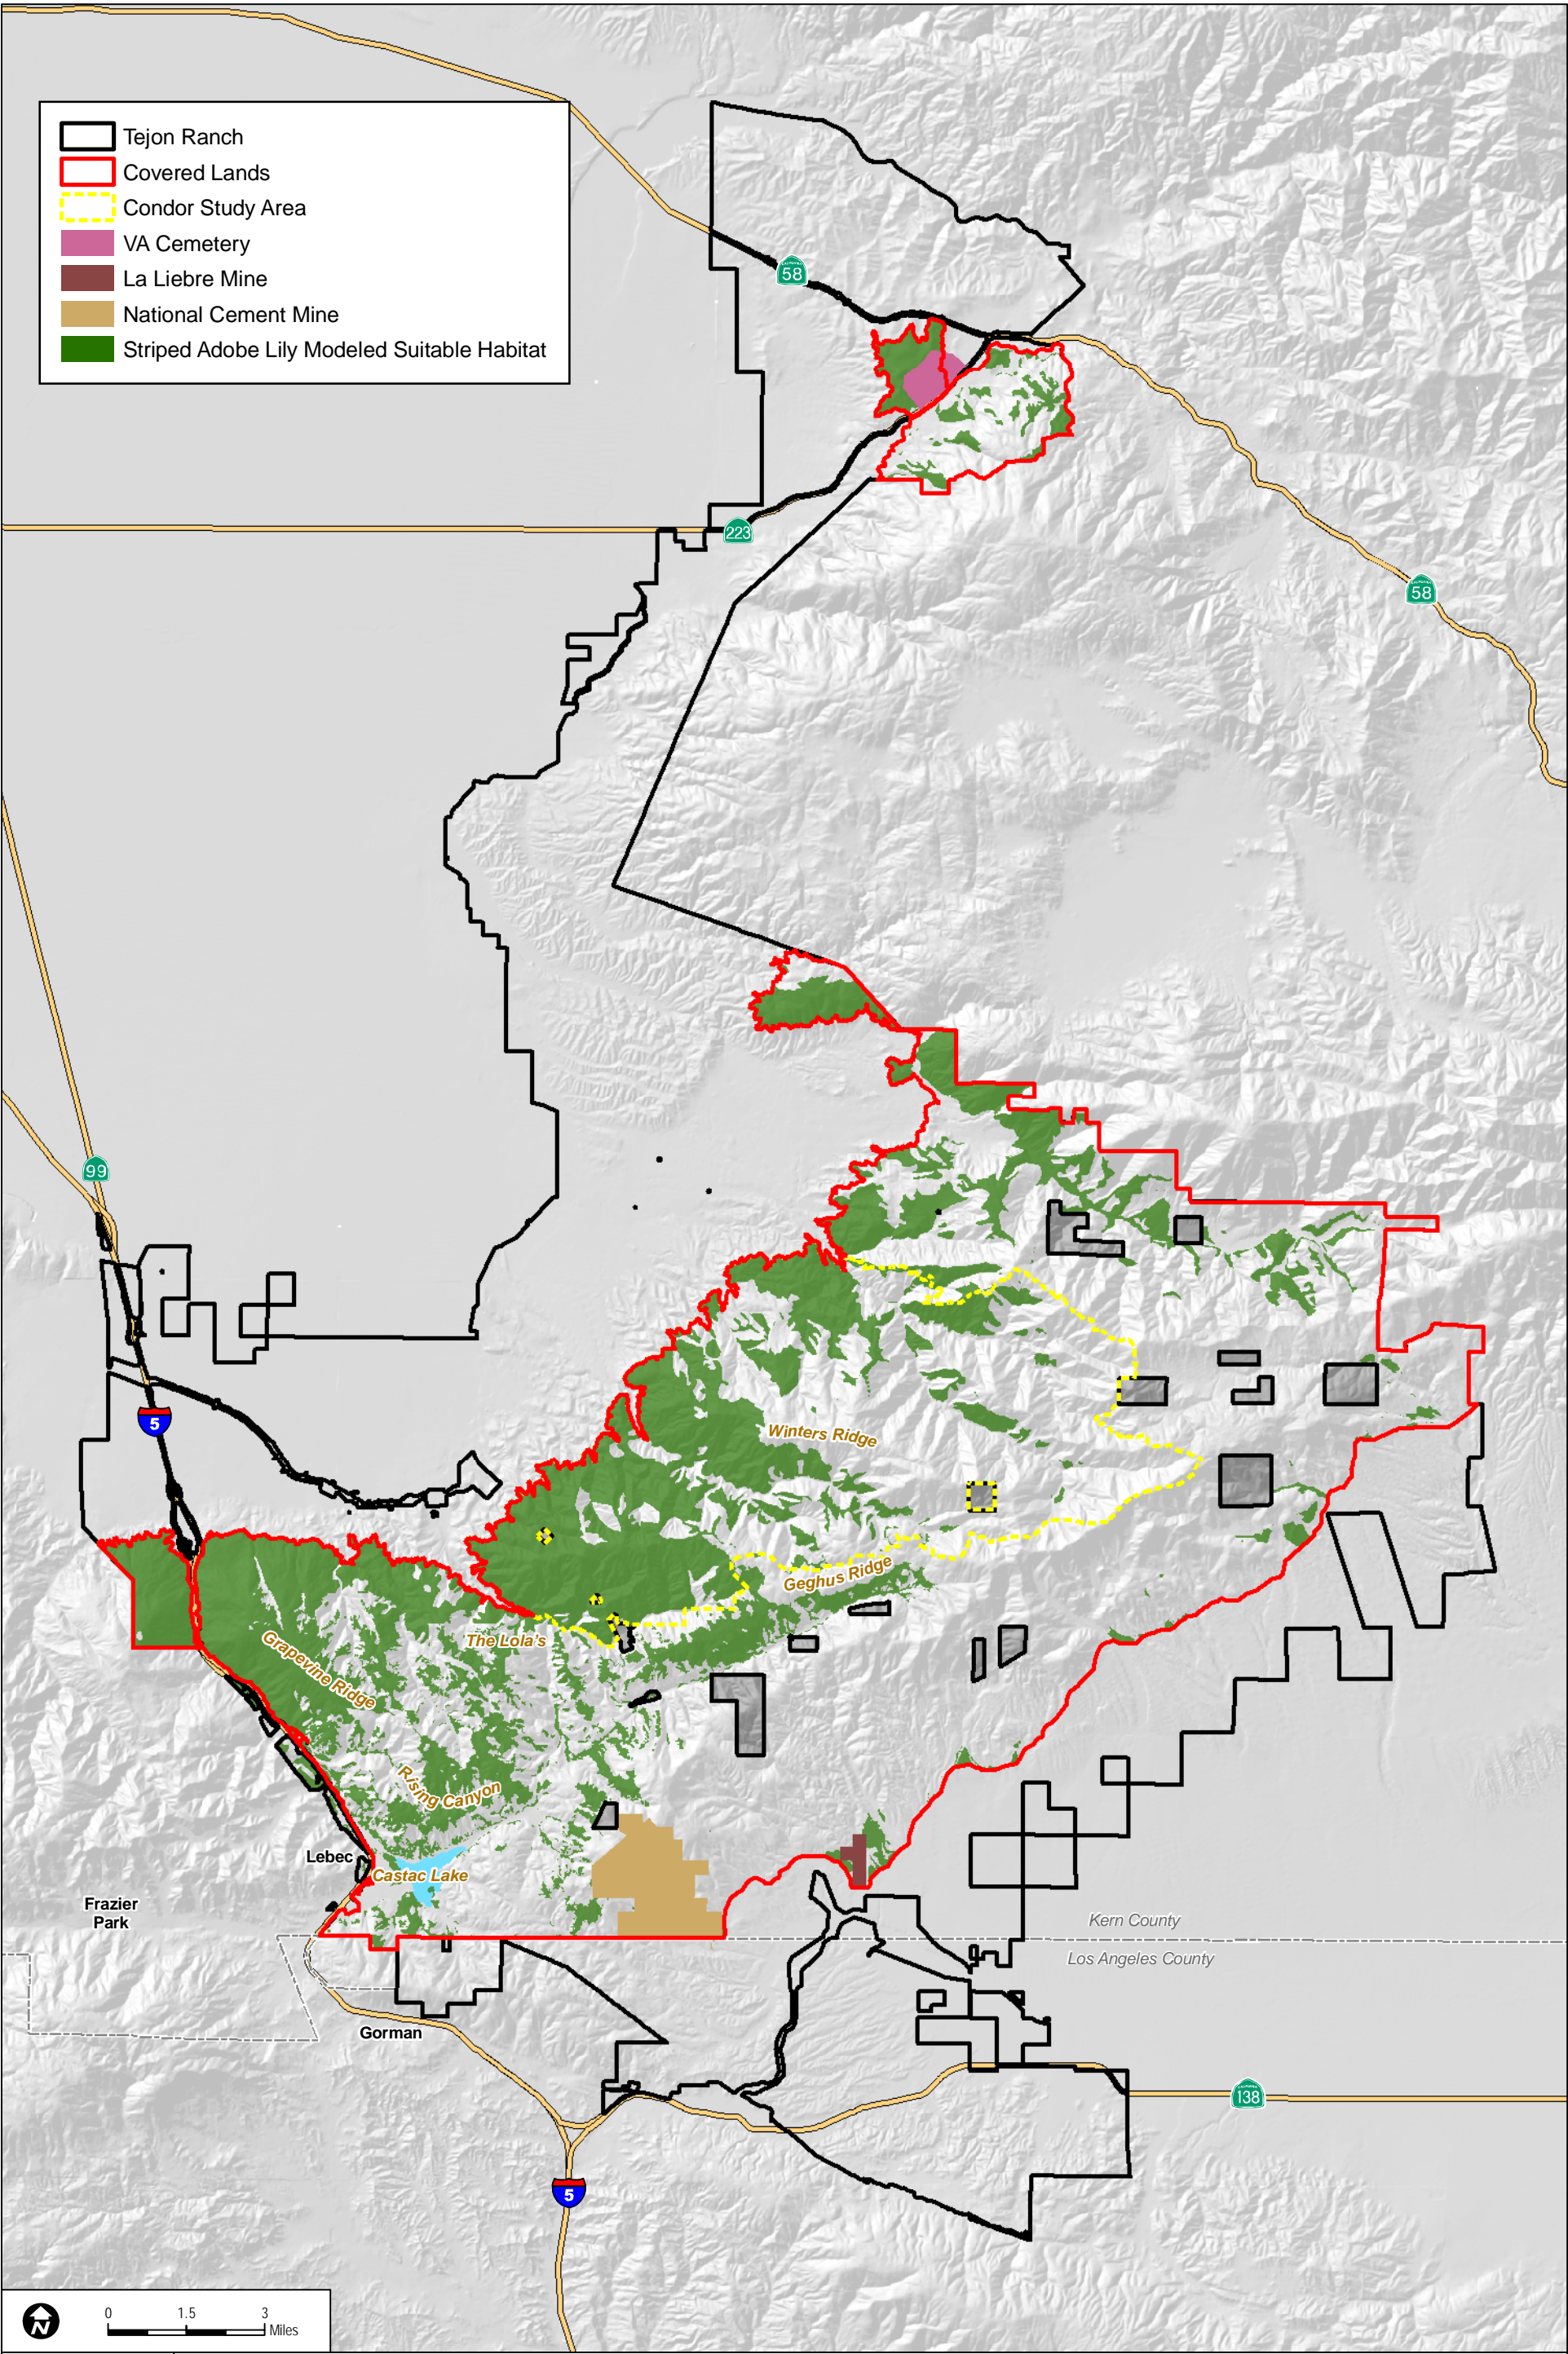 Tejon Ranch
Covered Lands
Condor Study Area
VA Cemetery
La Liebre Mine
National Cement Mine
Striped Adobe Lily Modeled Suitable Habitat
58
223
58
99
5
Winters Ridge
Geghus Ridge
The Lola's
Grapevine Ridge
Rising Canyon
Lebec
Castac Lake
Frazier
Park
Kern County
Los Angeles County
Gorman
138
5
N
0 1.5 3
Miles